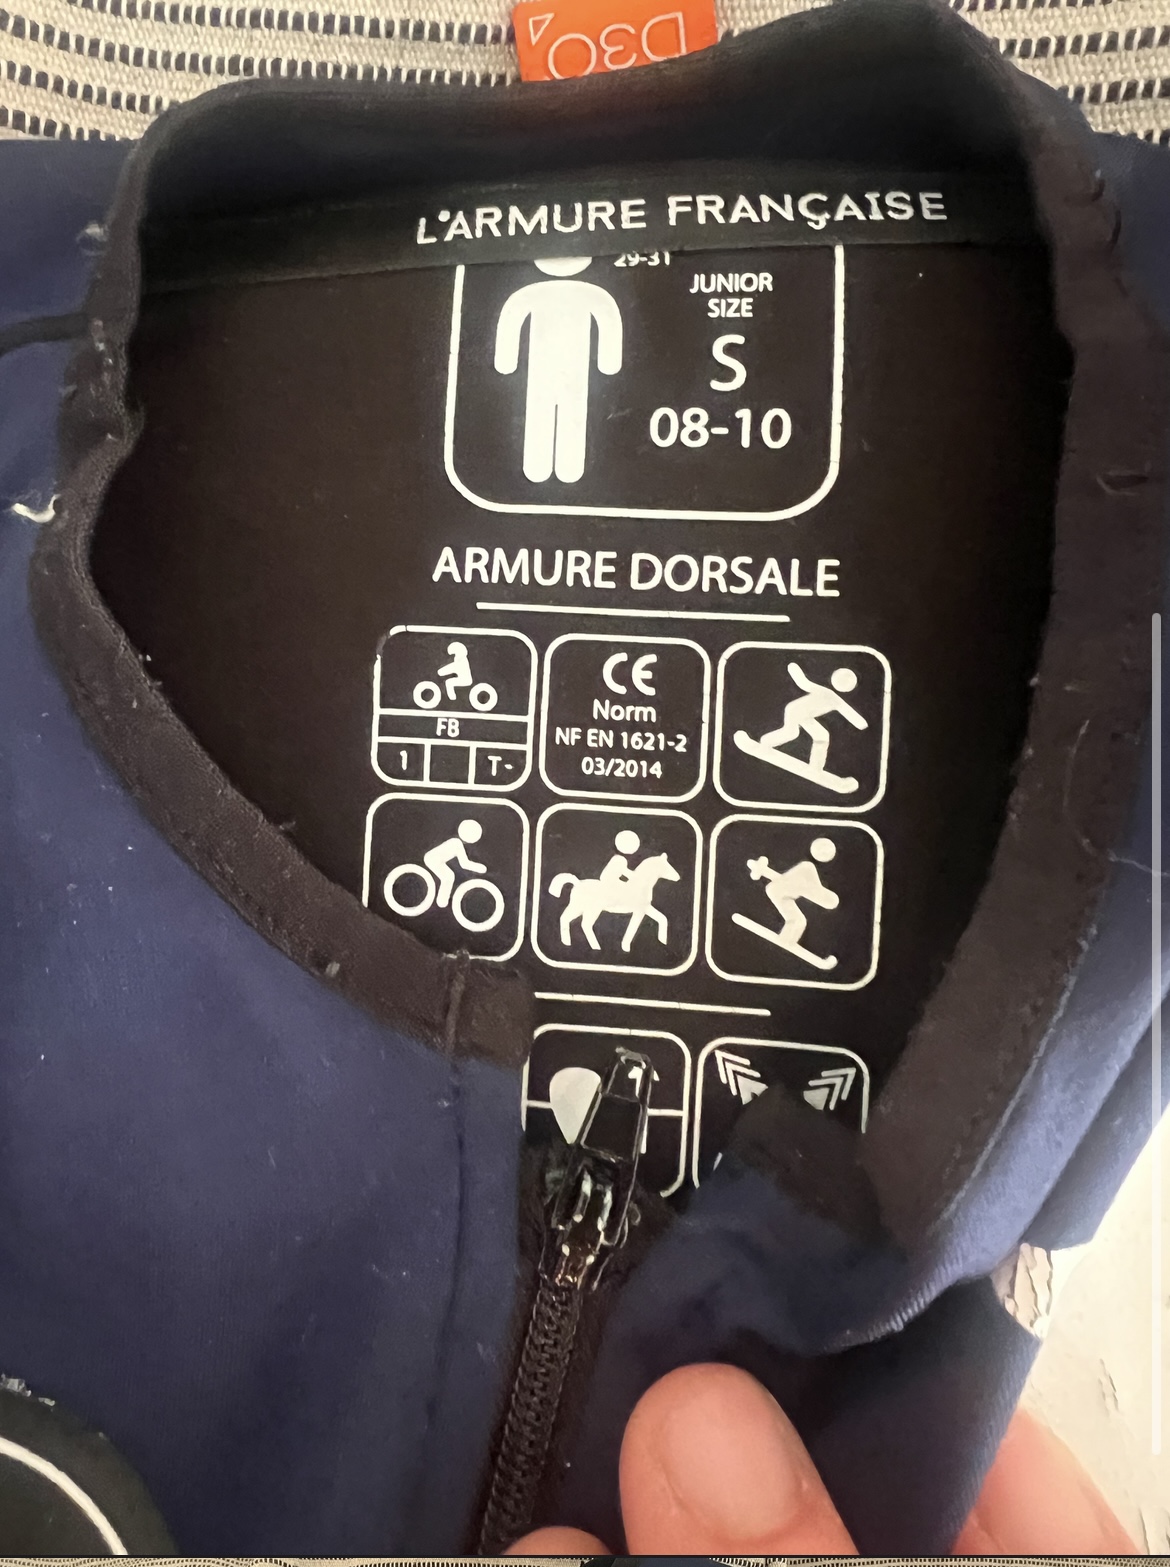 D3O
L'ARMURE FRANÇAISE
29-31
JUNIOR
SIZE
S
08-10
ARMURE DORSALE
FB
1 T-
CE
Norm
NF EN 1621-2
03/2014